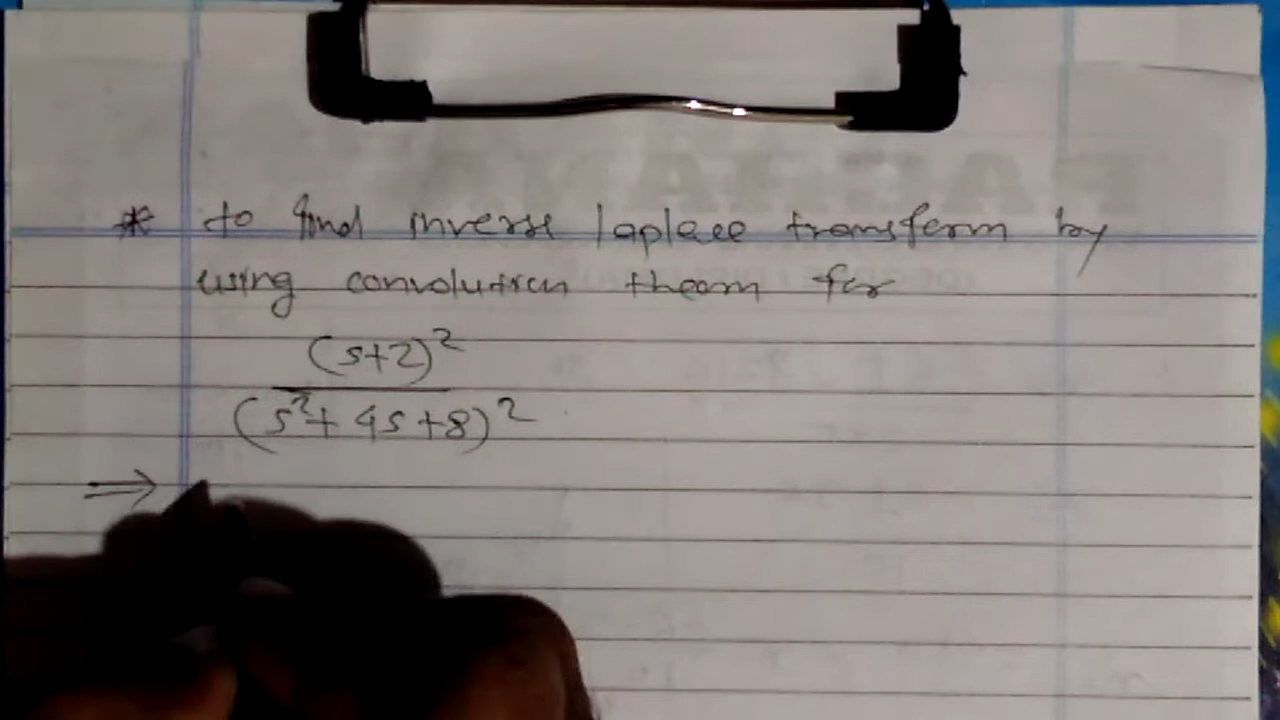 * to find inverse laplace transform by
using convolution theorm for
(s+2)²
(s²+4s+8)²
⇒